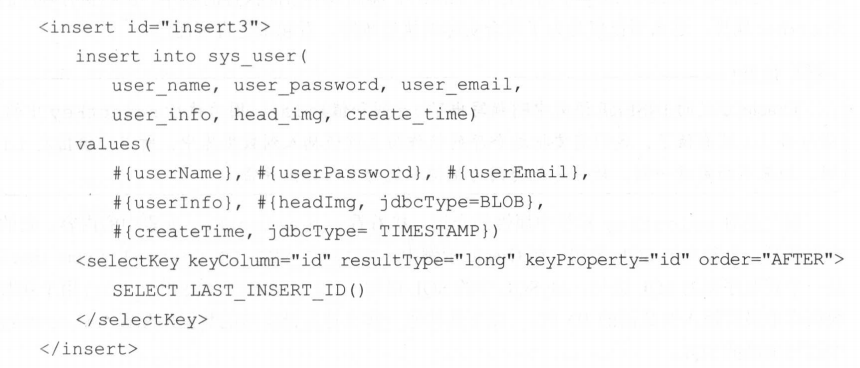 <insert id="insert3">
insert into sys_user(
user_name, user_password, user_email,
user_info, head_img, create_time)
values(
#{userName}, #{userPassword}, #{userEmail},
#{userInfo}, #{headImg, jdbcType=BLOB},
#{createTime, jdbcType= TIMESTAMP})
<selectKey keyColumn="id" resultType="long" keyProperty="id" order="AFTER">
SELECT LAST_INSERT_ID()
</selectKey>
</insert>